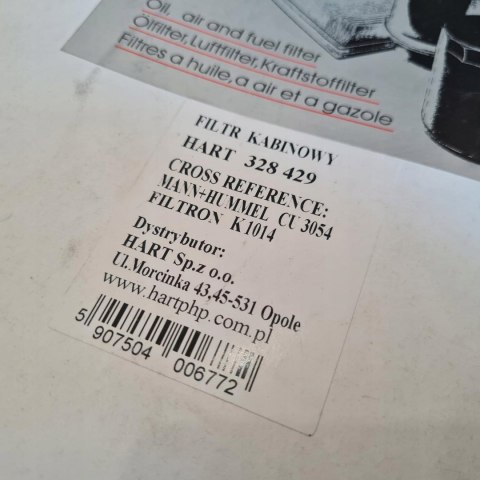 Oil, air and fuel filter
Ölfilter, Luftfilter, Kraftstoffilter
Filtres a huile, a air et a gazole
FILTR KABINOWY
HART 328 429
CROSS REFERENCE:
MANN+HUMMEL CU 3054
FILTRON K1014
Dystrybutor:
HART Sp.z o.o.
Ul.Morcinka 43,45-531 Opole
www.hartphp.com.pl
5 907504 006772